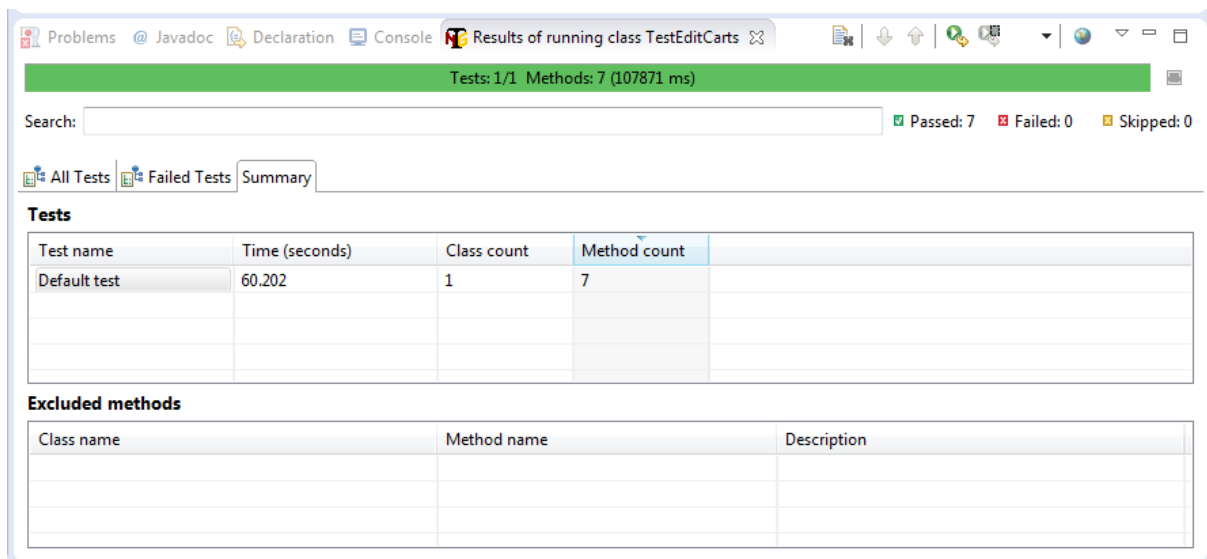 Problems @ Javadoc Declaration Console Results of running class TestEditCarts
Tests: 1/1 Methods: 7 (107871 ms)
Search: Passed: 7 Failed: 0 Skipped: 0
All Tests Failed Tests Summary
Tests
Test name Time (seconds) Class count Method count
Default test 60.202 1 7
Excluded methods
Class name Method name Description